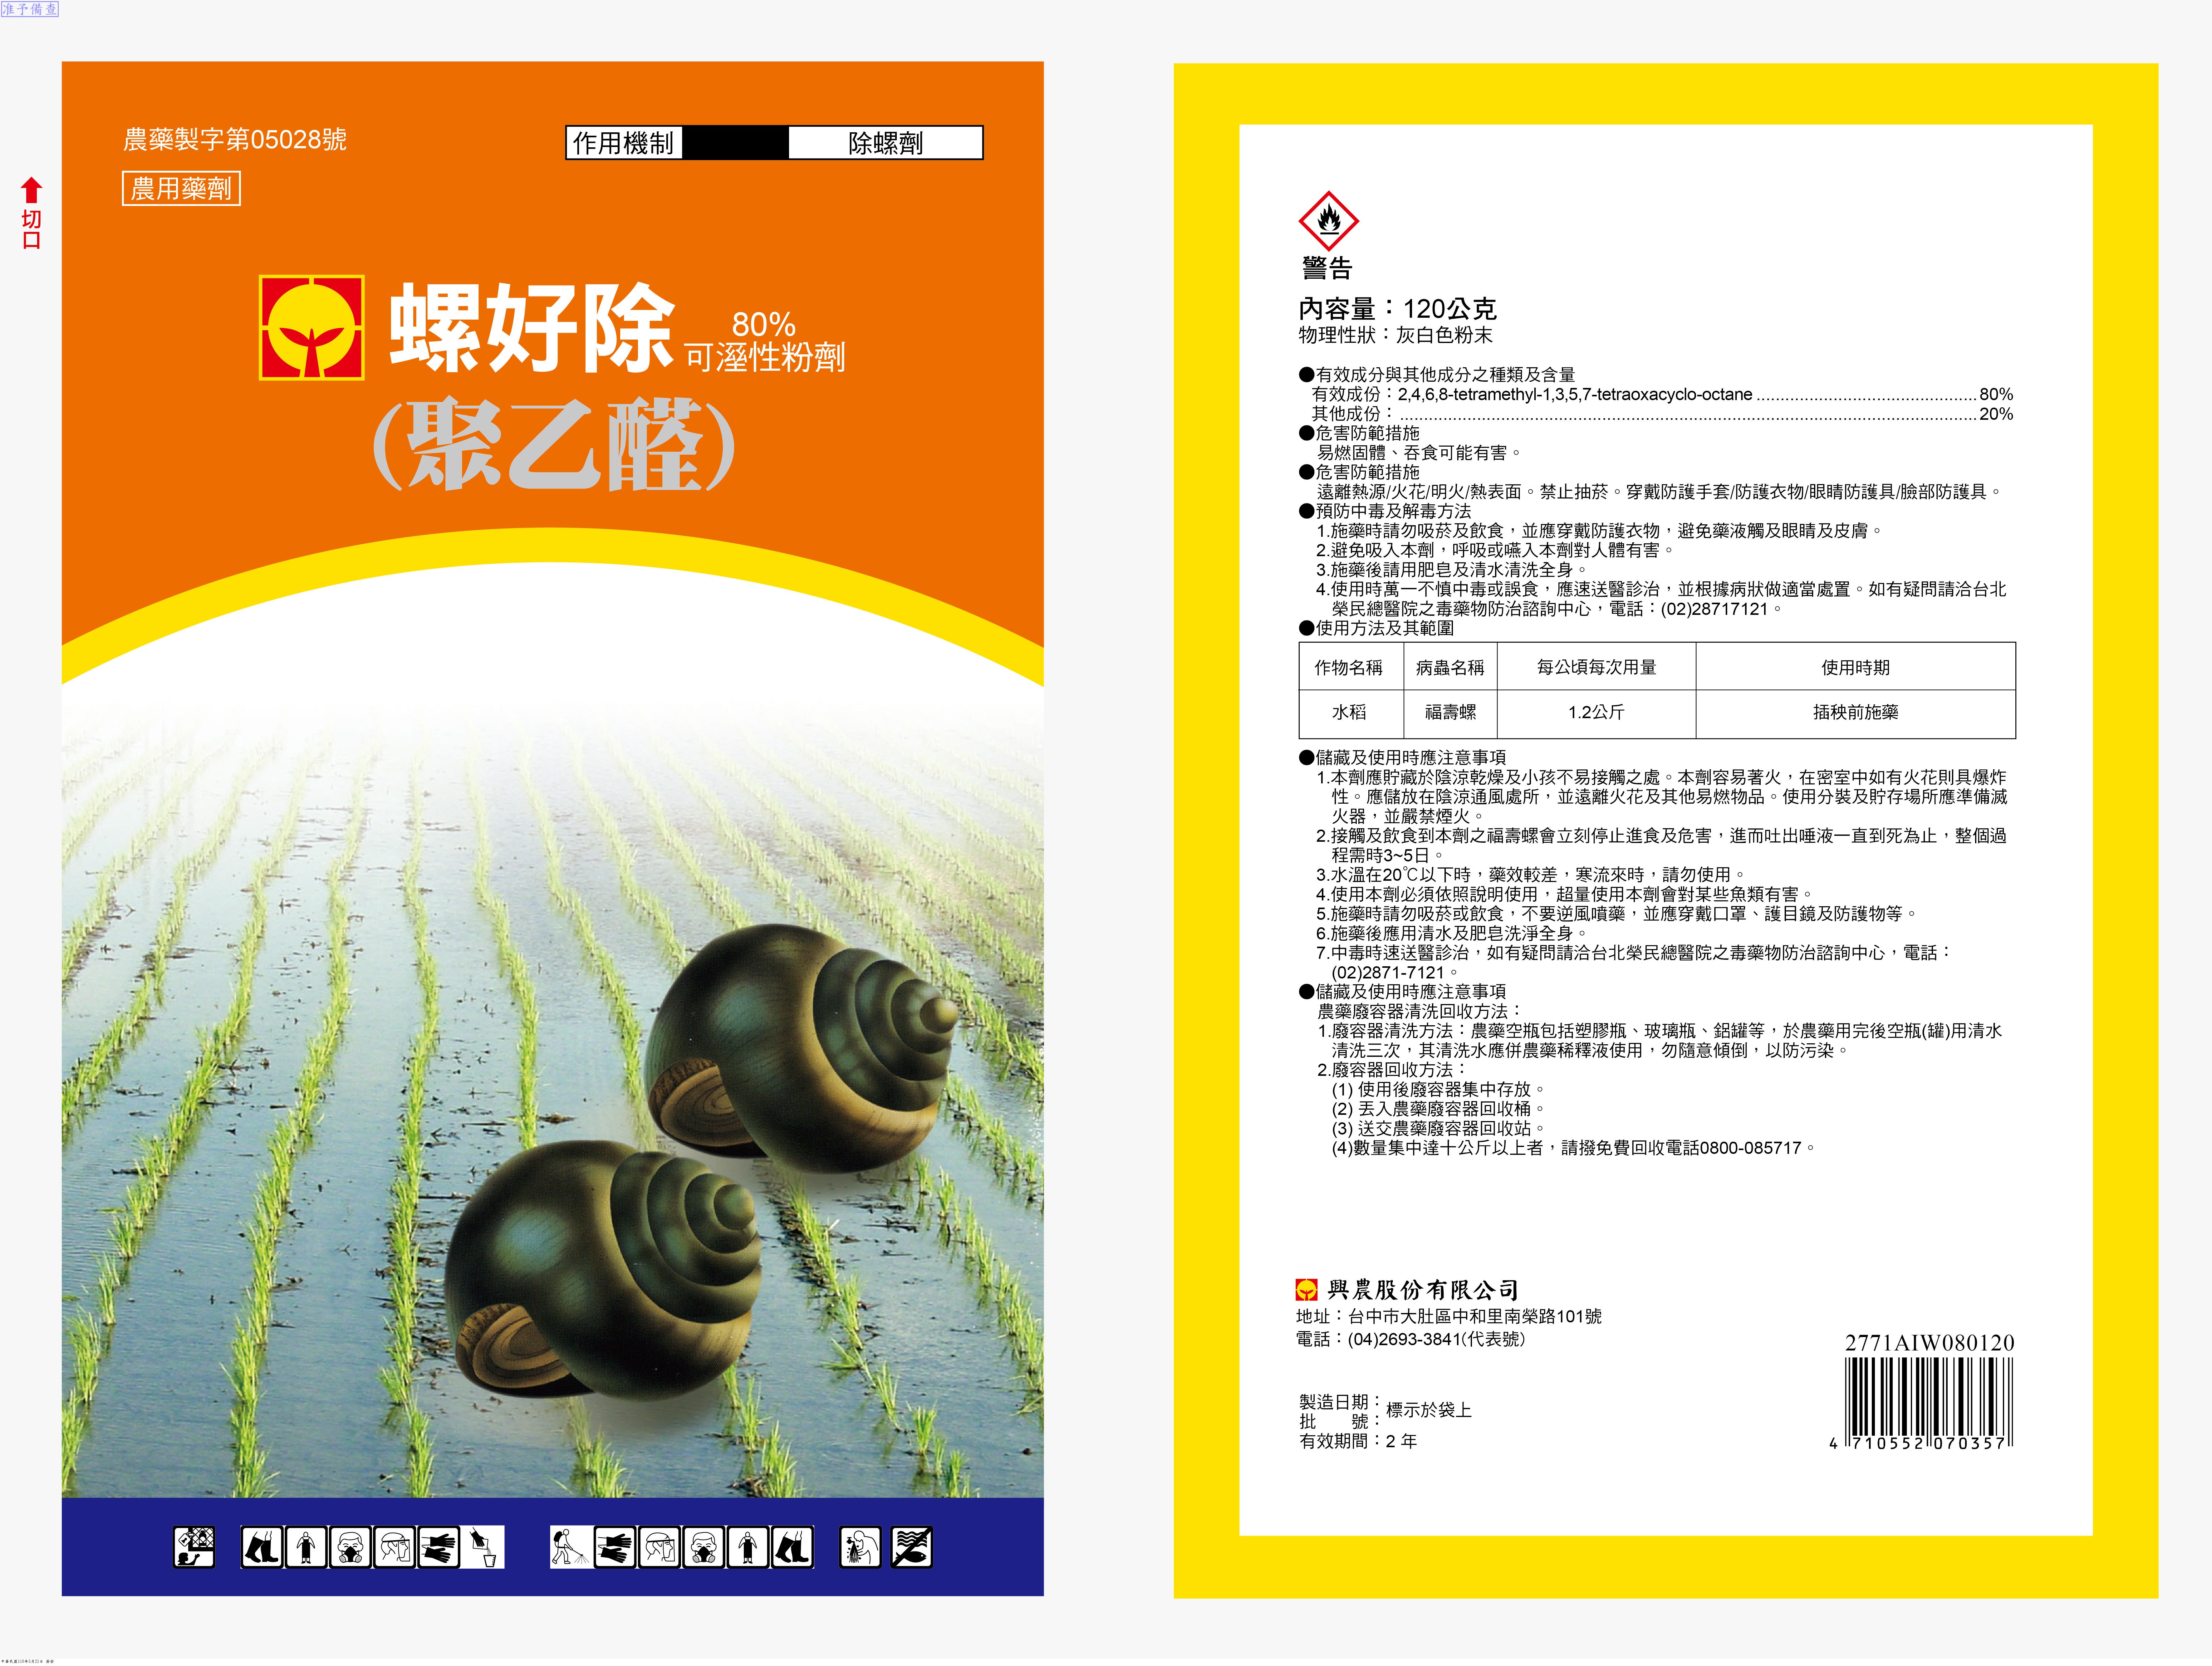 准予備查
農藥製字第05028號
農用藥劑
作用機制 除螺劑
切口
螺好除
80%
可溼性粉劑
(聚乙醛)
警告
內容量：120公克
物理性狀：灰白色粉末
●有效成分與其他成分之種類及含量
有效成份：2,4,6,8-tetramethyl-1,3,5,7-tetraoxacyclo-octane ............................................. 80%
其他成份： ...................................................................................................................... 20%
●危害防範措施
易燃固體、吞食可能有害。
●危害防範措施
遠離熱源/火花/明火/熱表面。禁止抽菸。穿戴防護手套/防護衣物/眼睛防護具/臉部防護具。
●預防中毒及解毒方法
1.施藥時請勿吸菸及飲食，並應穿戴防護衣物，避免藥液觸及眼睛及皮膚。
2.避免吸入本劑，呼吸或嚥入本劑對人體有害。
3.施藥後請用肥皂及清水清洗全身。
4.使用時萬一不慎中毒或誤食，應速送醫診治，並根據病狀做適當處置。如有疑問請洽台北
榮民總醫院之毒藥物防治諮詢中心，電話：(02)28717121。
●使用方法及其範圍
作物名稱 病蟲名稱 每公頃每次用量 使用時期
水稻 福壽螺 1.2公斤 插秧前施藥
●儲藏及使用時應注意事項
1.本劑應貯藏於陰涼乾燥及小孩不易接觸之處。本劑容易著火，在密室中如有火花則具爆炸
性。應儲放在陰涼通風處所，並遠離火花及其他易燃物品。使用分裝及貯存場所應準備滅
火器，並嚴禁煙火。
2.接觸及飲食到本劑之福壽螺會立刻停止進食及危害，進而吐出唾液一直到死為止，整個過
程需時3~5日。
3.水溫在20℃以下時，藥效較差，寒流來時，請勿使用。
4.使用本劑必須依照說明使用，超量使用本劑會對某些魚類有害。
5.施藥時請勿吸菸或飲食，不要逆風噴藥，並應穿戴口罩、護目鏡及防護物等。
6.施藥後應用清水及肥皂洗淨全身。
7.中毒時速送醫診治，如有疑問請洽台北榮民總醫院之毒藥物防治諮詢中心，電話：
(02)2871-7121。
●儲藏及使用時應注意事項
農藥廢容器清洗回收方法：
1.廢容器清洗方法：農藥空瓶包括塑膠瓶、玻璃瓶、鋁罐等，於農藥用完後空瓶(罐)用清水
清洗三次，其清洗水應併農藥稀釋液使用，勿隨意傾倒，以防污染。
2.廢容器回收方法：
(1) 使用後廢容器集中存放。
(2) 丟入農藥廢容器回收桶。
(3) 送交農藥廢容器回收站。
(4)數量集中達十公斤以上者，請撥免費回收電話0800-085717。
興農股份有限公司
地址：台中市大肚區中和里南榮路101號
電話：(04)2693-3841(代表號)
製造日期：
批　　號：標示於袋上
有效期間：2 年
2771AIW080120
4 710552 070357